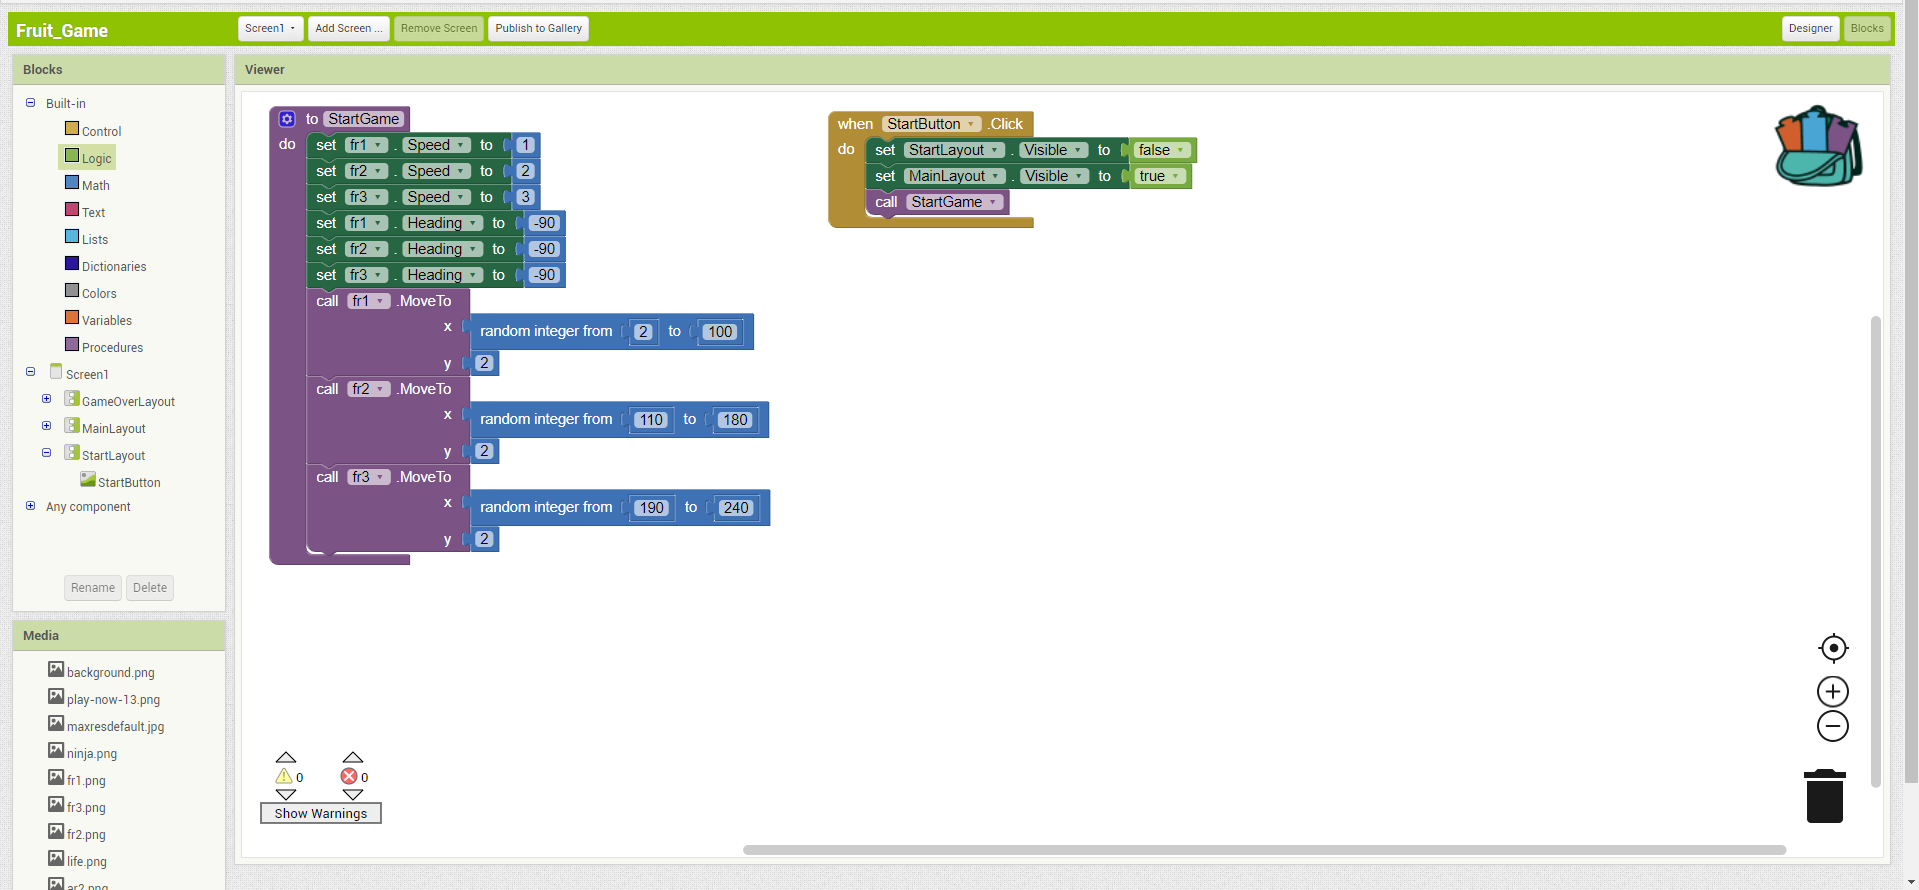 Fruit_Game
Screen1
Add Screen ...
Remove Screen
Publish to Gallery
Designer
Blocks
Blocks
Built-in
Control
Logic
Math
Text
Lists
Dictionaries
Colors
Variables
Procedures
Screen1
GameOverLayout
MainLayout
StartLayout
StartButton
Any component
Rename
Delete
Media
background.png
play-now-13.png
maxresdefault.jpg
ninja.png
fr1.png
fr3.png
fr2.png
life.png
ar2.png
Viewer
to StartGame
do set fr1 . Speed to 1
set fr2 . Speed to 2
set fr3 . Speed to 3
set fr1 . Heading to -90
set fr2 . Heading to -90
set fr3 . Heading to -90
call fr1 .MoveTo
x random integer from 2 to 100
y 2
call fr2 .MoveTo
x random integer from 110 to 180
y 2
call fr3 .MoveTo
x random integer from 190 to 240
y 2
when StartButton .Click
do set StartLayout . Visible to false
set MainLayout . Visible to true
call StartGame
0 0
Show Warnings